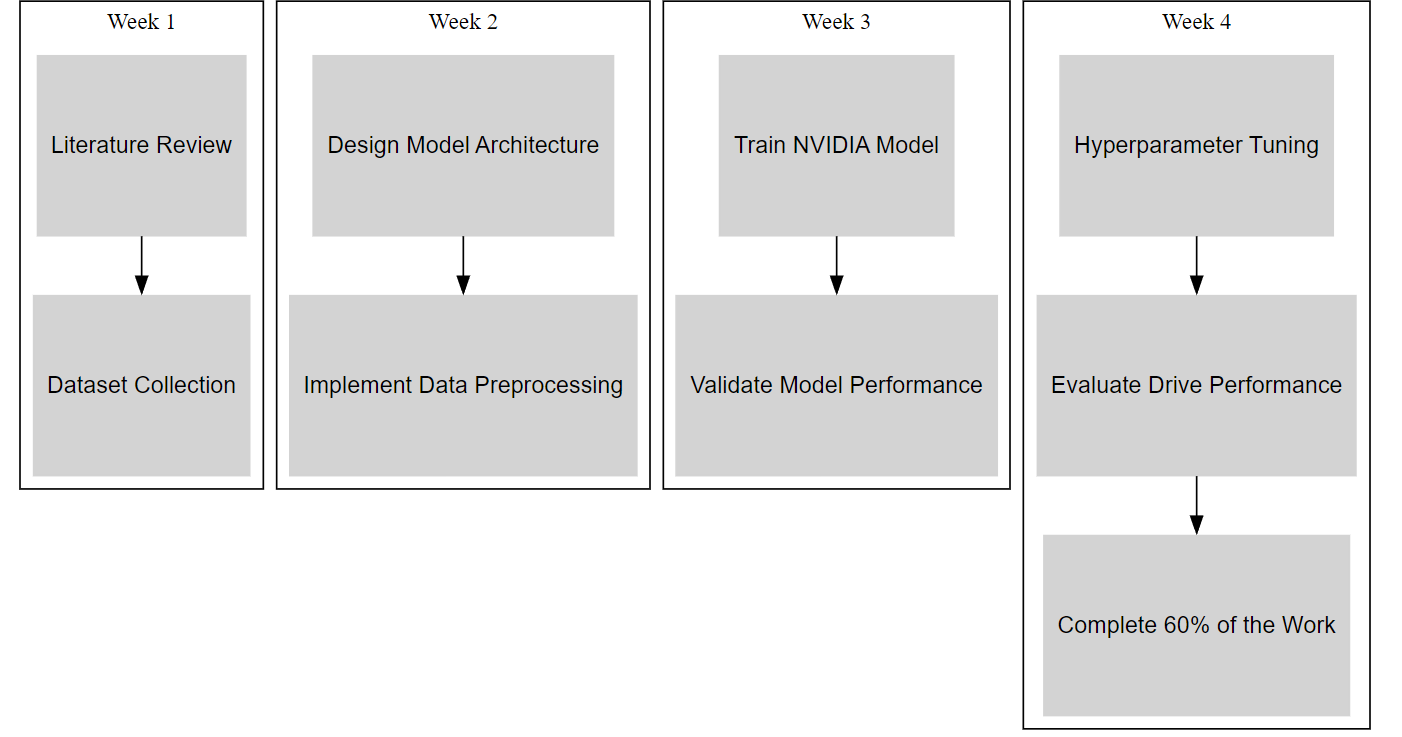 Week 1
Literature Review
Dataset Collection
Week 2
Design Model Architecture
Implement Data Preprocessing
Week 3
Train NVIDIA Model
Validate Model Performance
Week 4
Hyperparameter Tuning
Evaluate Drive Performance
Complete 60% of the Work